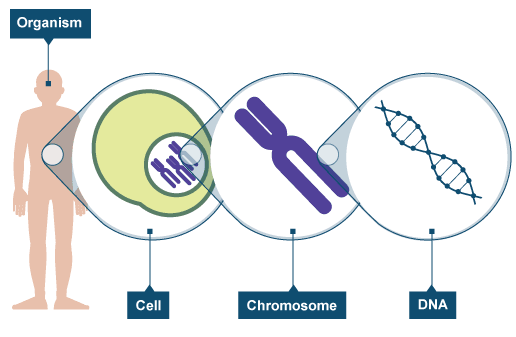 Organism
Cell
Chromosome
DNA